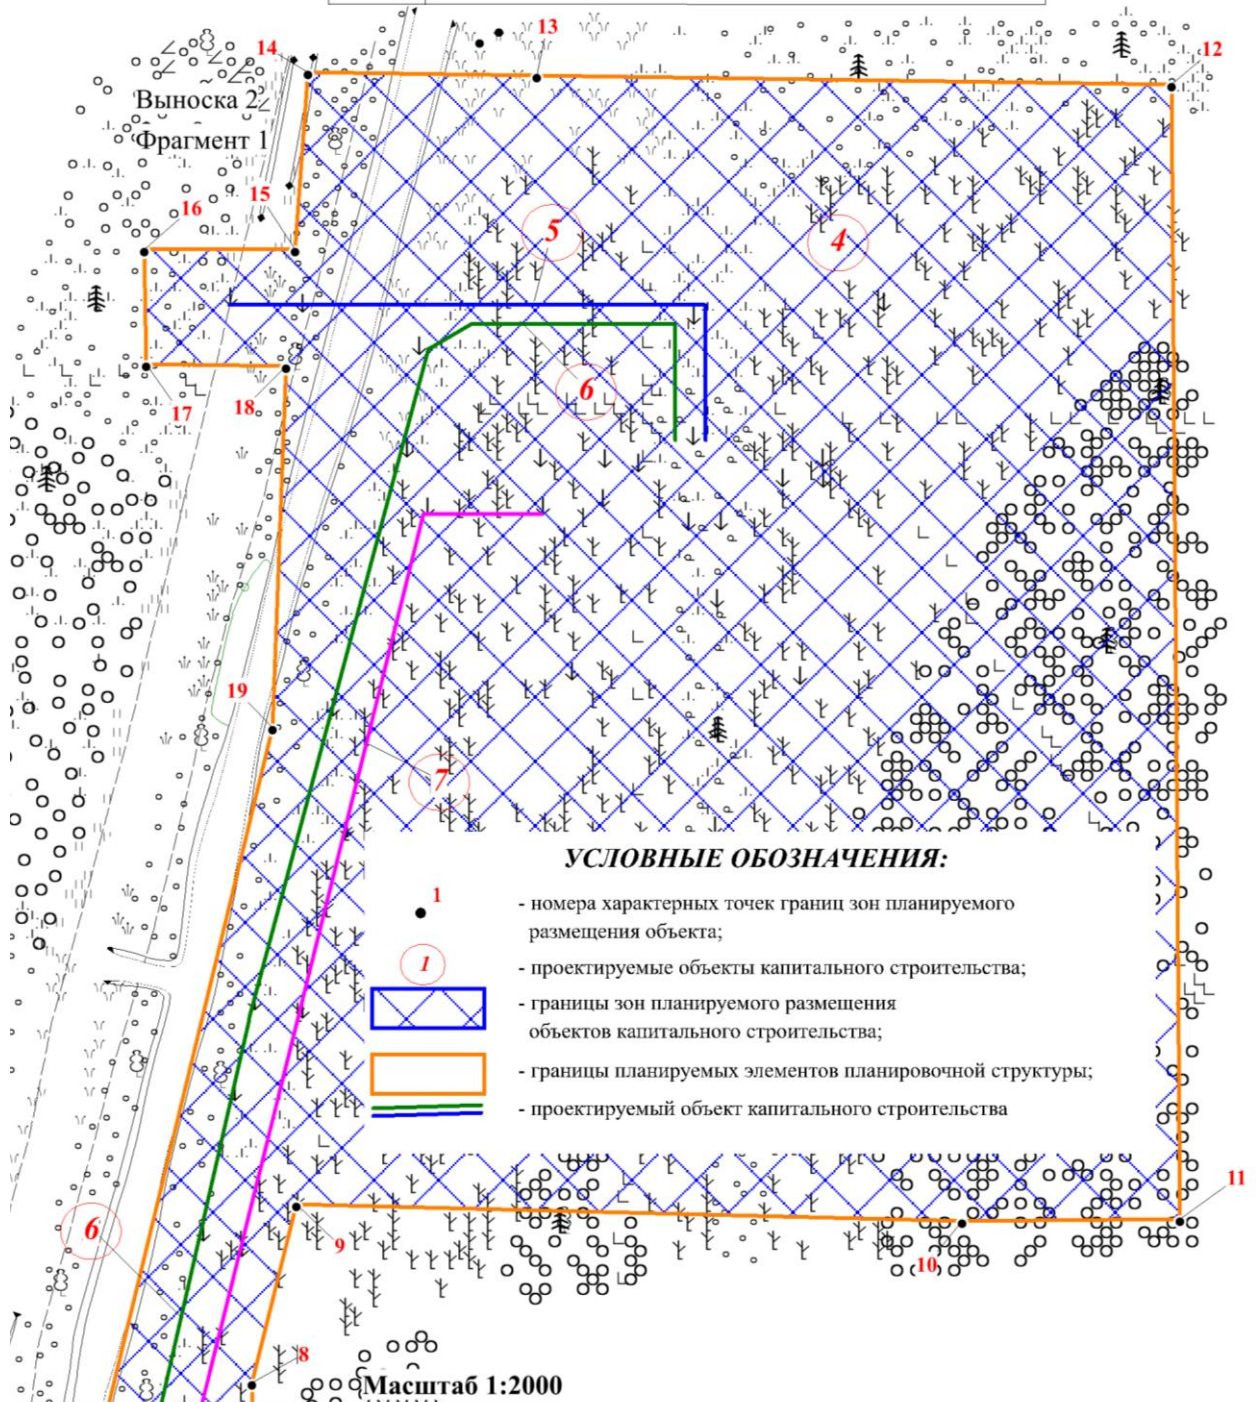 13
14
12
Выноска 2
Фрагмент 1
15
16
5
4
6
17
18
19
7
УСЛОВНЫЕ ОБОЗНАЧЕНИЯ:
1
- номера характерных точек границ зон планируемого
размещения объекта;
1
- проектируемые объекты капитального строительства;
- границы зон планируемого размещения
объектов капитального строительства;
- границы планируемых элементов планировочной структуры;
- проектируемый объект капитального строительства
11
6
9
10
8
Масштаб 1:2000